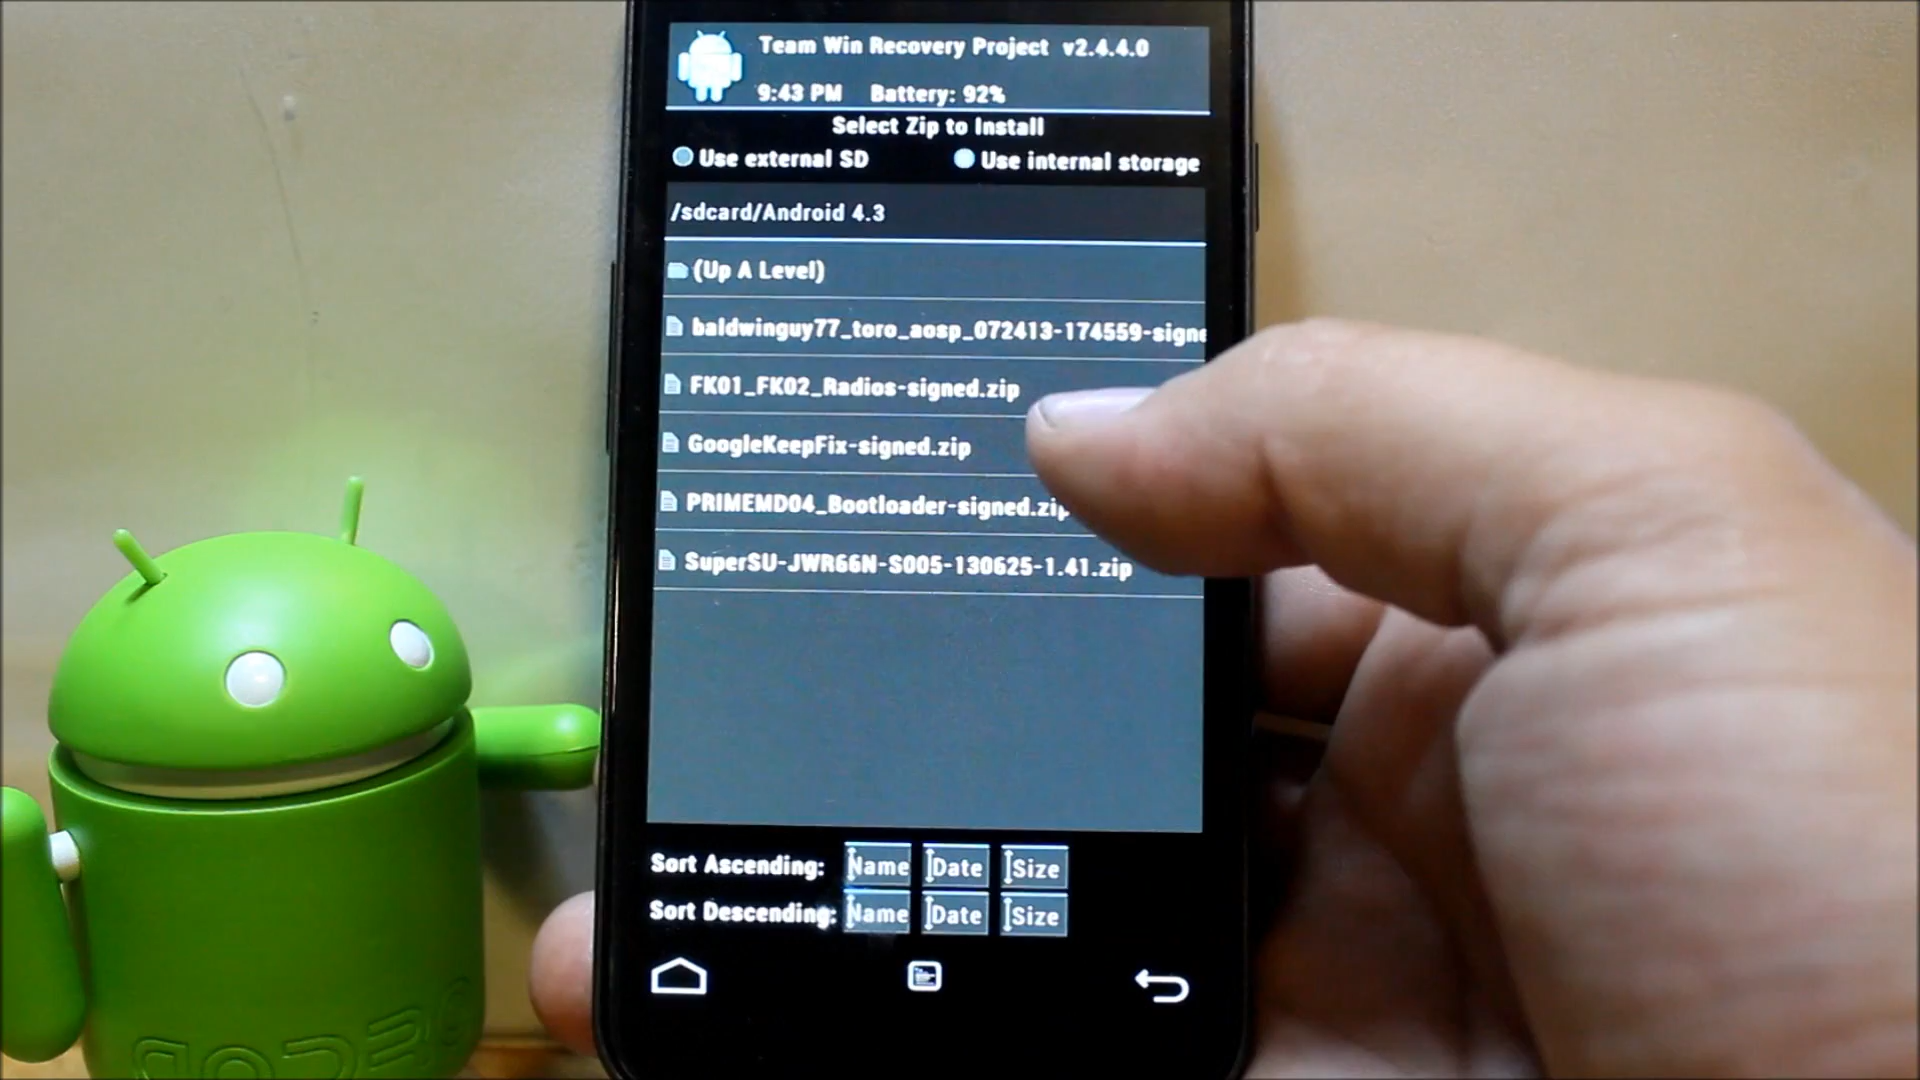 Team Win Recovery Project v2.4.4.0
9:43 PM Battery: 92%
Select Zip to Install
Use external SD Use internal storage
/sdcard/Android 4.3
(Up A Level)
baldwinguy77_toro_aosp_072413-174559-signe
FK01_FK02_Radios-signed.zip
GoogleKeepFix-signed.zip
PRIMEMD04_Bootloader-signed.zip
SuperSU-JWR66N-S005-130625-1.41.zip
Sort Ascending: Name Date Size
Sort Descending: Name Date Size